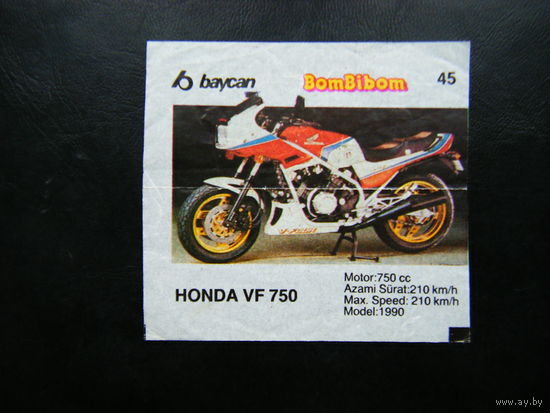 baycan BomBibom 45
HONDA
HONDA VF 750
Motor:750 cc
Azami Sürat:210 km/h
Max. Speed: 210 km/h
Model:1990
www.ay.by